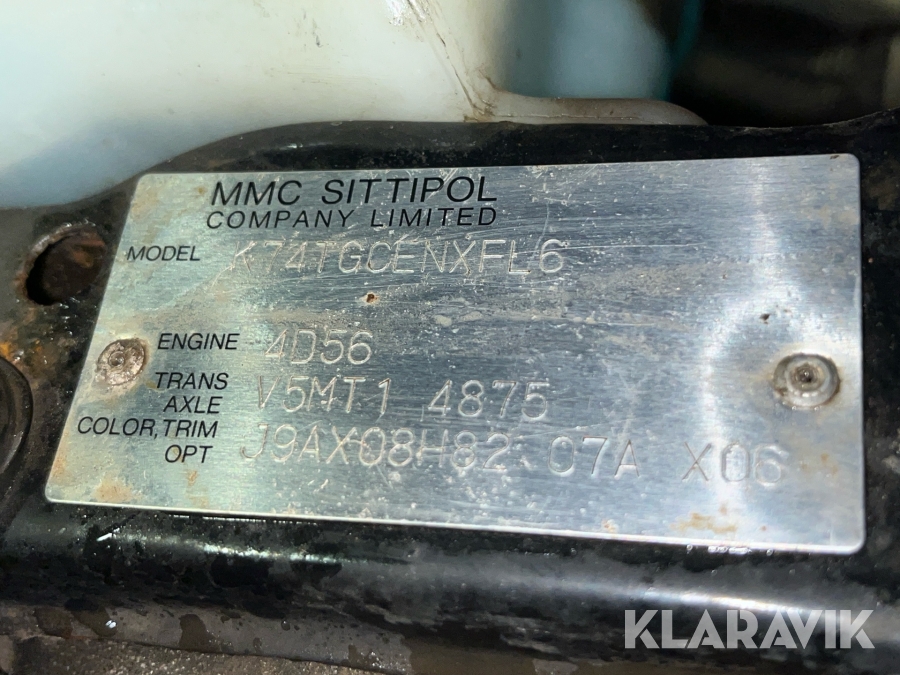 MMC SITTIPOL
COMPANY LIMITED
MODEL K74TGCENXFL6
ENGINE 4D56
TRANS AXLE V5MT1 4875
COLOR,TRIM OPT J9AX08H82 07A X06
KLARAVIK